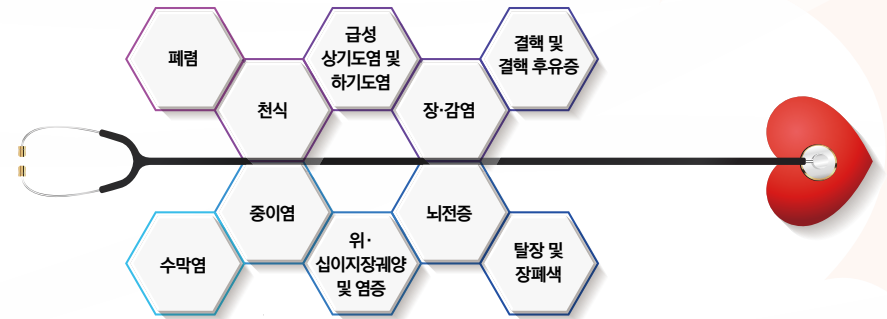 폐렴
급성
상기도염 및
하기도염
결핵 및
결핵 후유증
천식
장·감염
중이염
뇌전증
수막염
위·
십이지장궤양
및 염증
탈장 및
장폐색